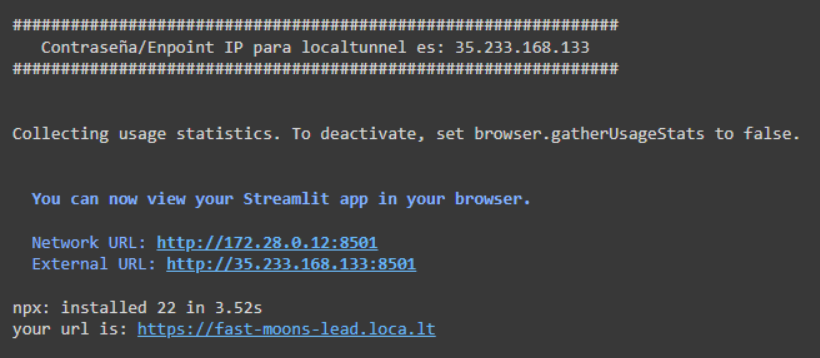 ###############################################################
Contraseña/Enpoint IP para localtunnel es: 35.233.168.133
###############################################################
Collecting usage statistics. To deactivate, set browser.gatherUsageStats to false.
You can now view your Streamlit app in your browser.
Network URL: http://172.28.0.12:8501
External URL: http://35.233.168.133:8501
npx: installed 22 in 3.52s
your url is: https://fast-moons-lead.loca.lt